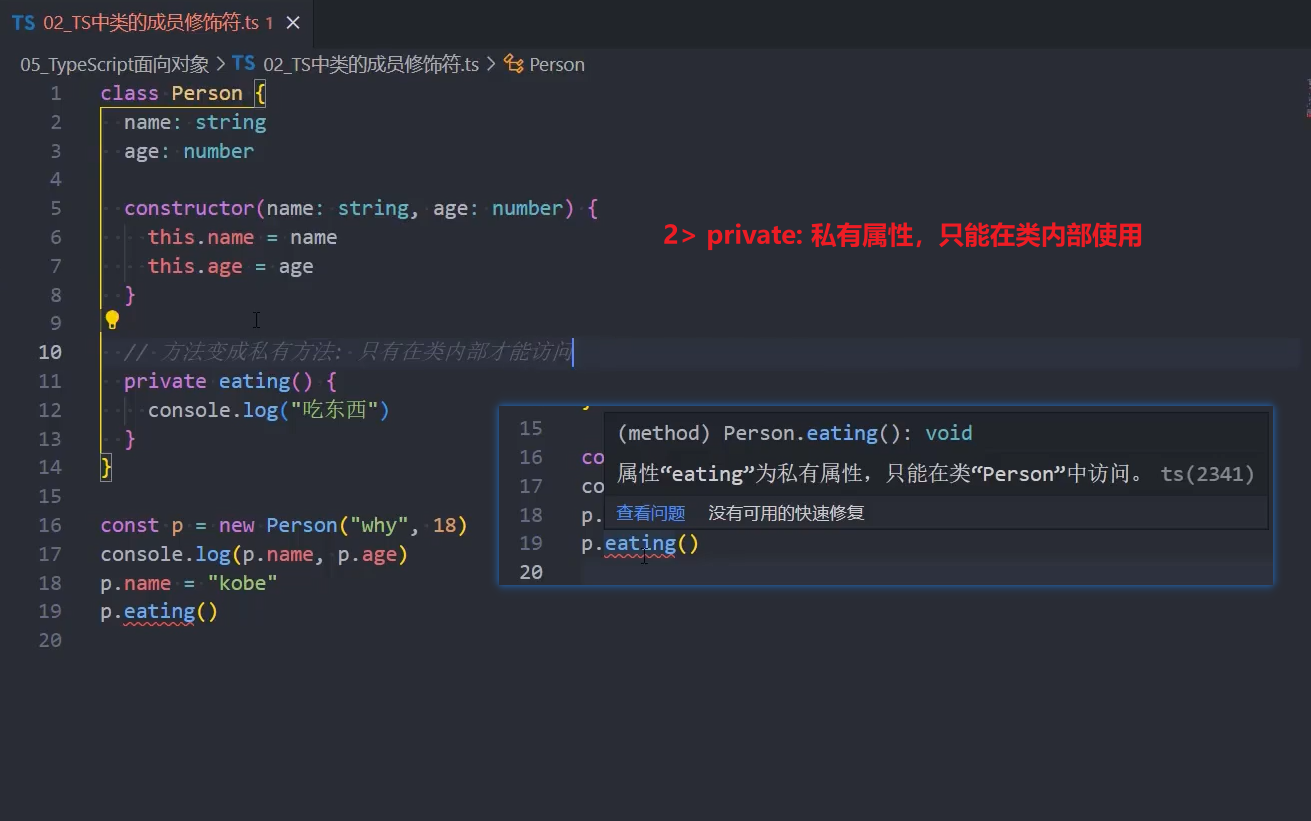 TS 02_TS中类的成员修饰符.ts 1 ×
05_TypeScript面向对象 > TS 02_TS中类的成员修饰符.ts > Person
1 class Person {
2 name: string
3 age: number
4
5 constructor(name: string, age: number) {
6 this.name = name
7 this.age = age
8 }
9
10 // 方法变成私有方法: 只有在类内部才能访问
11 private eating() {
12 console.log("吃东西")
13 }
14 }
15
16 const p = new Person("why", 18)
17 console.log(p.name, p.age)
18 p.name = "kobe"
19 p.eating()
20
2> private: 私有属性，只能在类内部使用
15
(method) Person.eating(): void
16 co
属性“eating”为私有属性，只能在类“Person”中访问。 ts(2341)
17 co
18 p.
查看问题 没有可用的快速修复
19 p.eating()
20